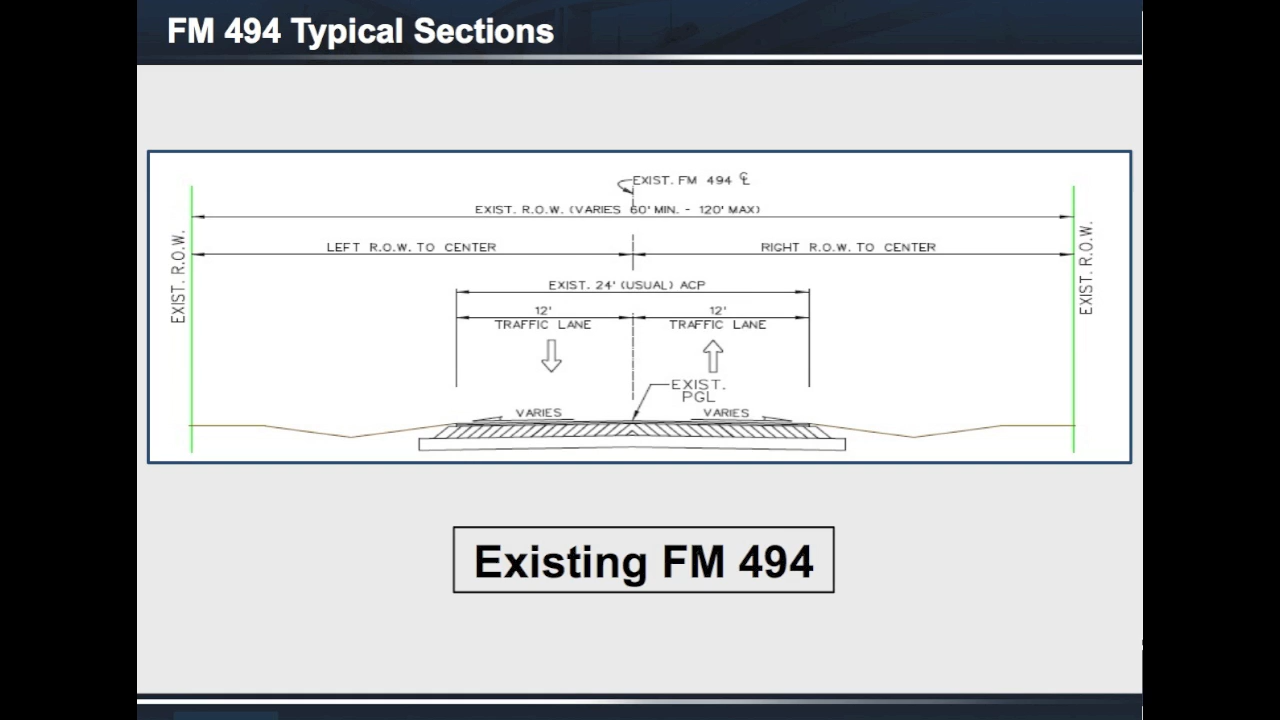 FM 494 Typical Sections
EXIST. FM 494 ℄
EXIST. R.O.W. (VARIES 60' MIN. - 120' MAX)
LEFT R.O.W. TO CENTER
RIGHT R.O.W. TO CENTER
EXIST. R.O.W.
EXIST. R.O.W.
EXIST. 24' (USUAL) ACP
12'
TRAFFIC LANE
12'
TRAFFIC LANE
EXIST.
PGL
VARIES
VARIES
Existing FM 494